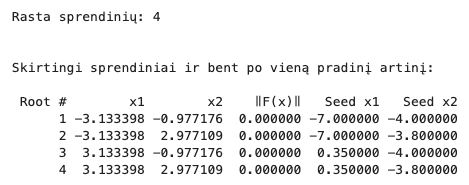 Rasta sprendinių: 4
Skirtingi sprendiniai ir bent po vieną pradinį artinį:
Root # x1 x2 ‖F(x)‖ Seed x1 Seed x2
1 -3.133398 -0.977176 0.000000 -7.000000 -4.000000
2 -3.133398 2.977109 0.000000 -7.000000 -3.800000
3 3.133398 -0.977176 0.000000 0.350000 -4.000000
4 3.133398 2.977109 0.000000 0.350000 -3.800000